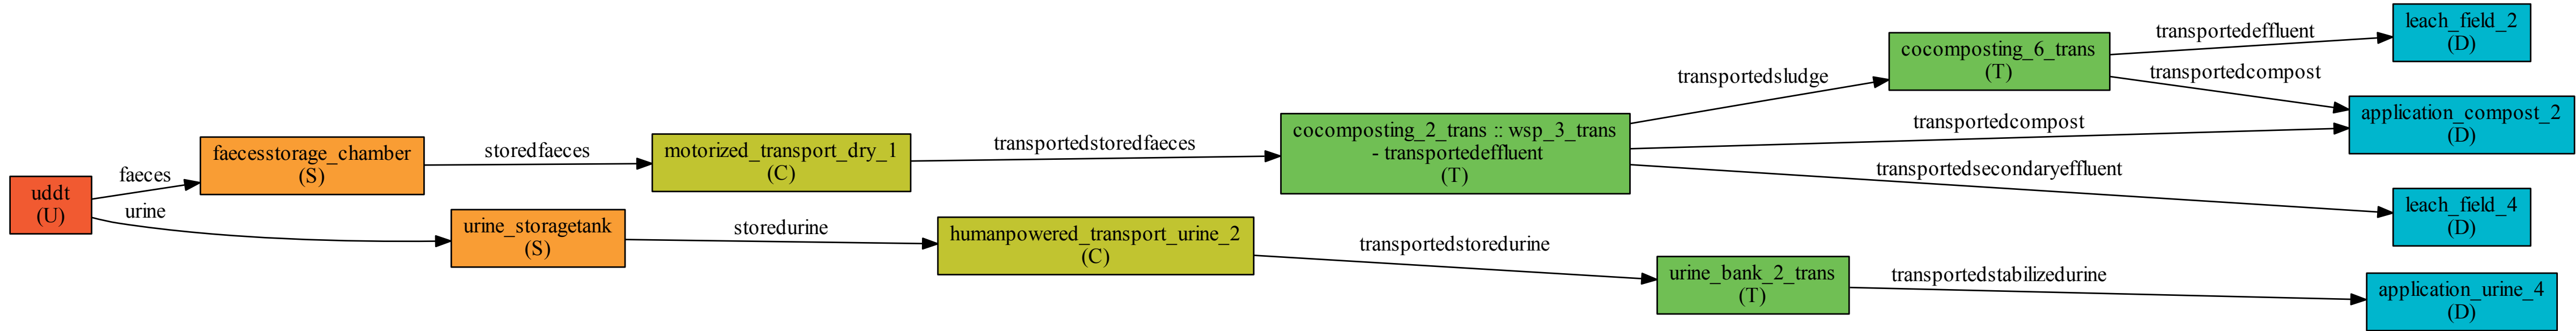 uddt
(U)
faeces
urine
faecesstorage_chamber
(S)
storedfaeces
urine_storagetank
(S)
storedurine
motorized_transport_dry_1
(C)
transportedstoredfaeces
humanpowered_transport_urine_2
(C)
transportedstoredurine
cocomposting_2_trans :: wsp_3_trans
- transportedeffluent
(T)
transportedsludge
transportedcompost
transportedsecondaryeffluent
urine_bank_2_trans
(T)
transportedstabilizedurine
cocomposting_6_trans
(T)
transportedeffluent
transportedcompost
leach_field_2
(D)
application_compost_2
(D)
leach_field_4
(D)
application_urine_4
(D)